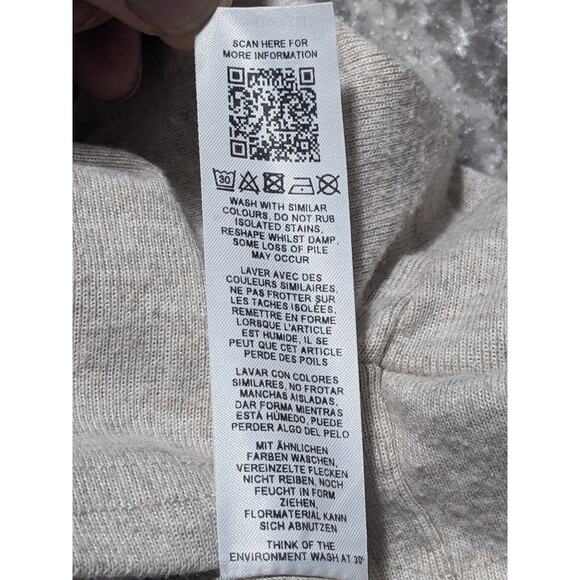 SCAN HERE FOR
MORE INFORMATION
30
WASH WITH SIMILAR
COLOURS, DO NOT RUB
ISOLATED STAINS,
RESHAPE WHILST DAMP,
SOME LOSS OF PILE
MAY OCCUR
LAVER AVEC DES
COULEURS SIMILAIRES,
NE PAS FROTTER SUR
LES TACHES ISOLÉES,
REMETTRE EN FORME
LORSQUE L'ARTICLE
EST HUMIDE, IL SE
PEUT QUE CET ARTICLE
PERDE DES POILS
LAVAR CON COLORES
SIMILARES, NO FROTAR
MANCHAS AISLADAS,
DAR FORMA MIENTRAS
ESTÁ HÚMEDO, PUEDE
PERDER ALGO DEL PELO
MIT ÄHNLICHEN
FARBEN WASCHEN,
VEREINZELTE FLECKEN
NICHT REIBEN, NOCH
FEUCHT IN FORM
ZIEHEN,
FLORMATERIAL KANN
SICH ABNUTZEN
THINK OF THE
ENVIRONMENT WASH AT 30°